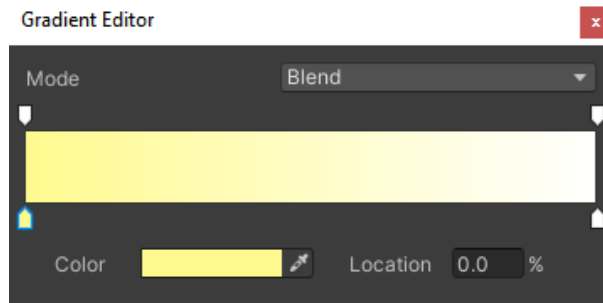 Gradient Editor
x
Mode Blend
Color Location 0.0 %